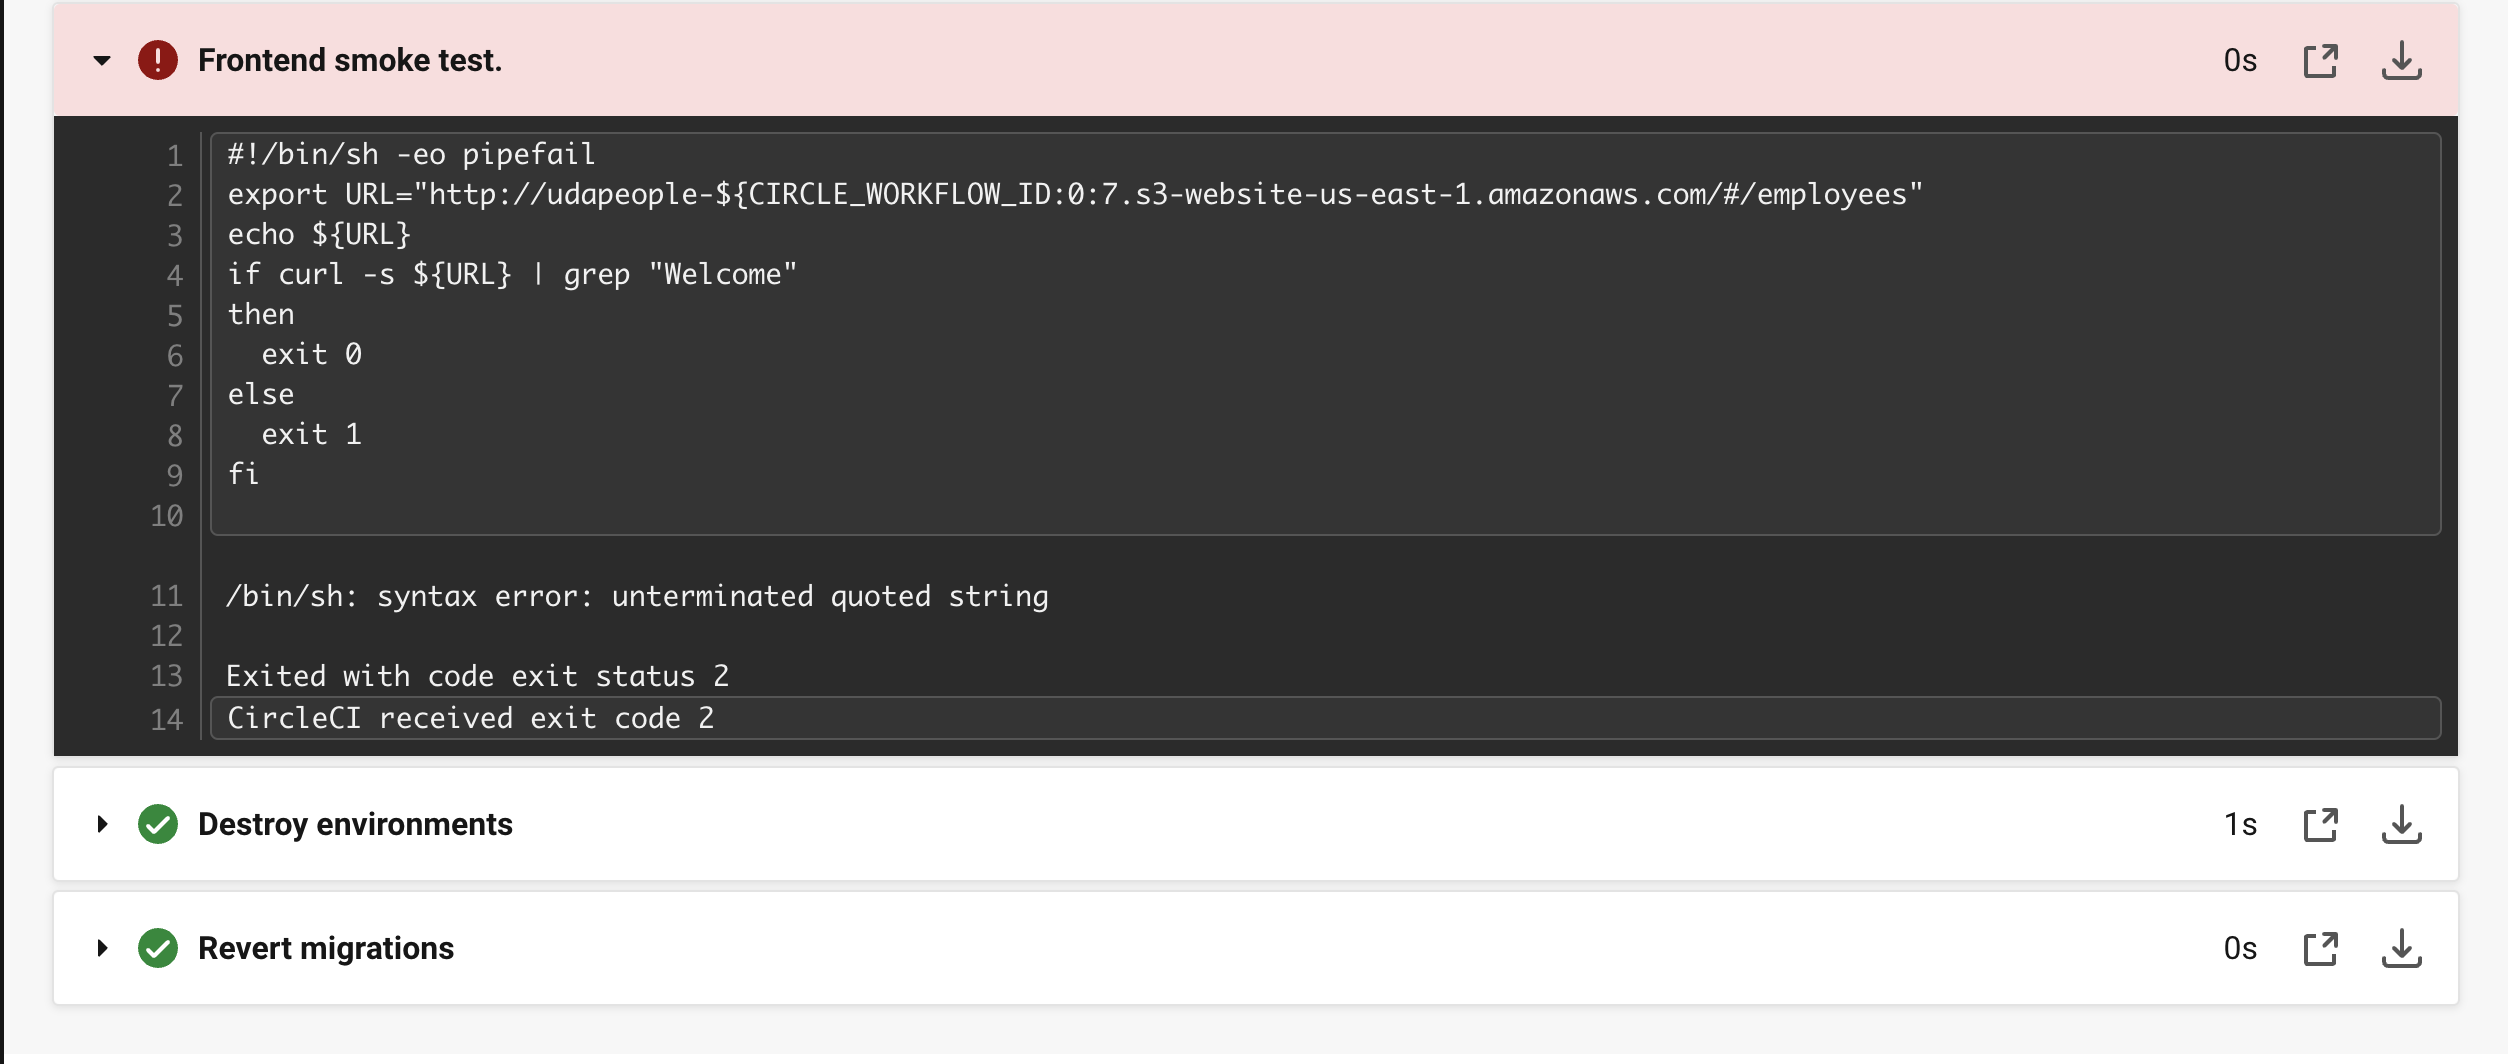 Frontend smoke test.
0s
1 #!/bin/sh -eo pipefail
2 export URL="http://udapeople-${CIRCLE_WORKFLOW_ID:0:7.s3-website-us-east-1.amazonaws.com/#/employees"
3 echo ${URL}
4 if curl -s ${URL} | grep "Welcome"
5 then
6   exit 0
7 else
8   exit 1
9 fi
10
11 /bin/sh: syntax error: unterminated quoted string
12
13 Exited with code exit status 2
14 CircleCI received exit code 2
Destroy environments
1s
Revert migrations
0s